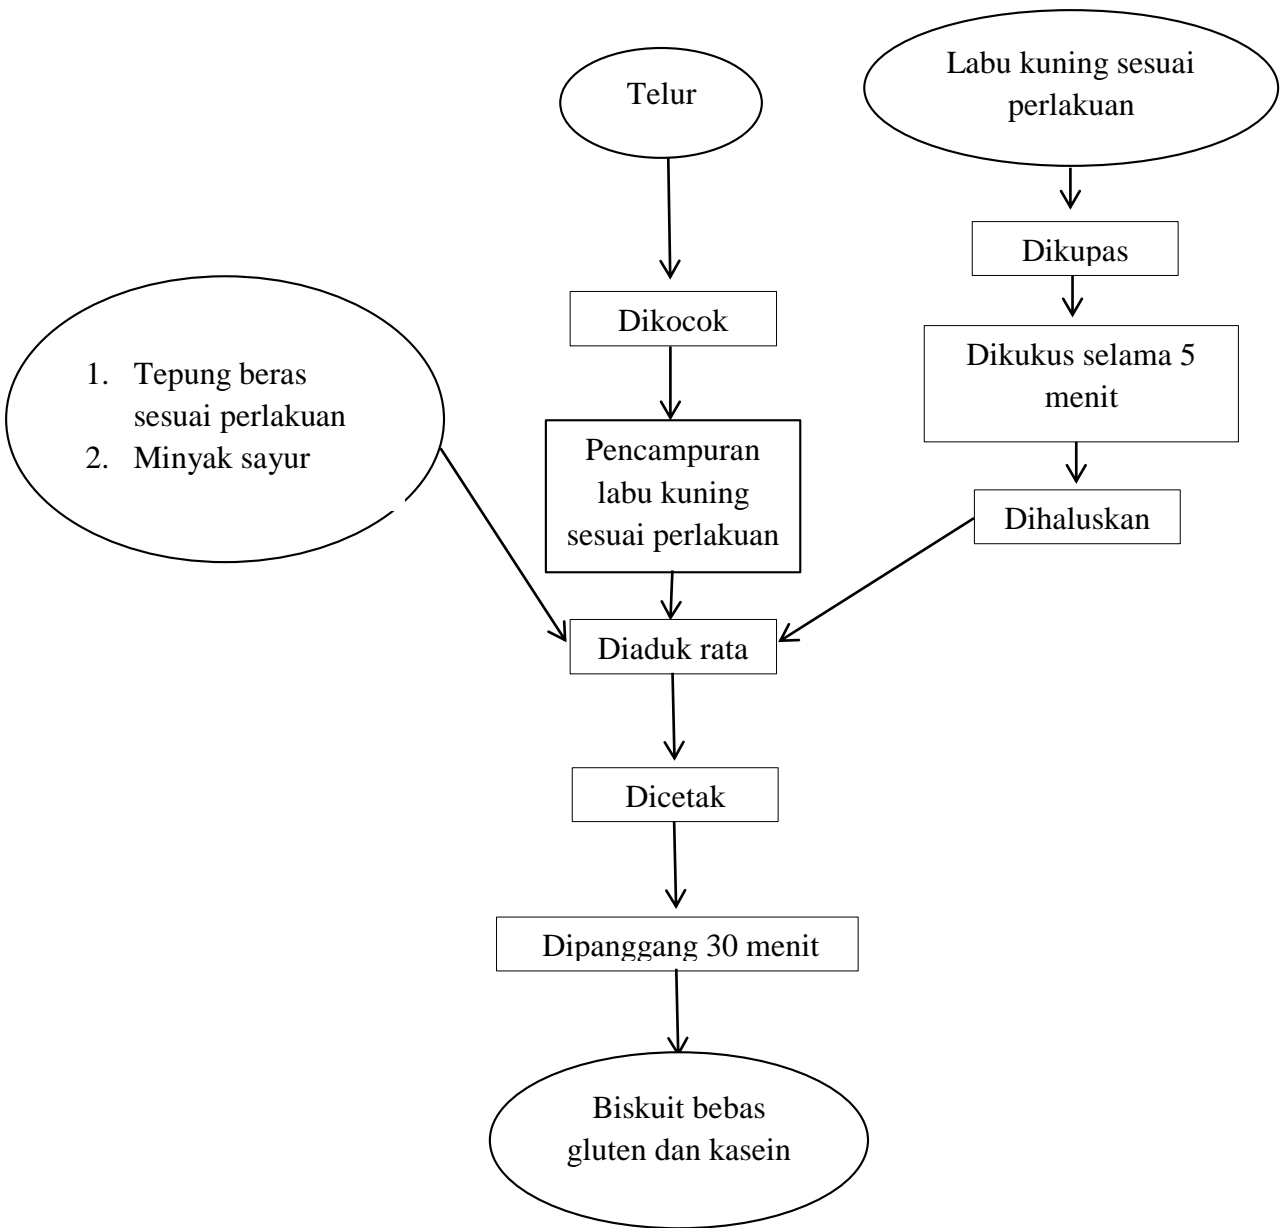 Labu kuning sesuai
perlakuan
Telur
Dikupas
Dikocok
Dikukus selama 5
menit
1. Tepung beras
sesuai perlakuan
2. Minyak sayur
Pencampuran
labu kuning
sesuai perlakuan
Dihaluskan
Diaduk rata
Dicetak
Dipanggang 30 menit
Biskuit bebas
gluten dan kasein